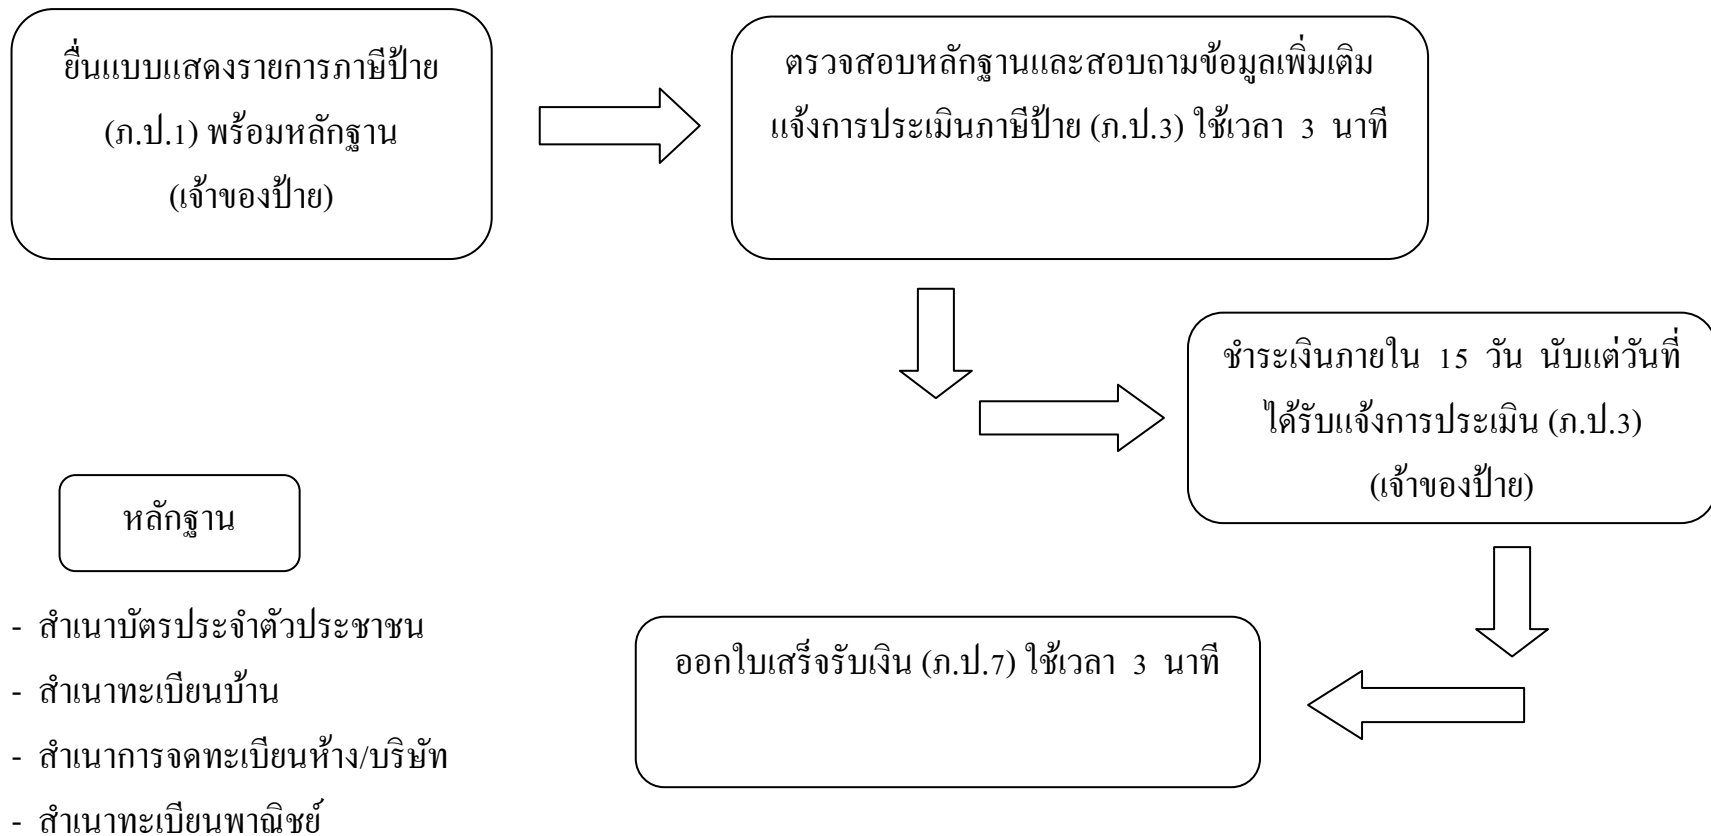 ยื่นแบบแสดงรายการภาษีป้าย
(ภ.ป.1) พร้อมหลักฐาน
(เจ้าของป้าย)
ตรวจสอบหลักฐานและสอบถามข้อมูลเพิ่มเติม
แจ้งการประเมินภาษีป้าย (ภ.ป.3) ใช้เวลา 3 นาที
ชำระเงินภายใน 15 วัน นับแต่วันที่
ได้รับแจ้งการประเมิน (ภ.ป.3)
(เจ้าของป้าย)
ออกใบเสร็จรับเงิน (ภ.ป.7) ใช้เวลา 3 นาที
หลักฐาน
- สำเนาบัตรประจำตัวประชาชน
- สำเนาทะเบียนบ้าน
- สำเนาการจดทะเบียนห้าง/บริษัท
- สำเนาทะเบียนพาณิชย์